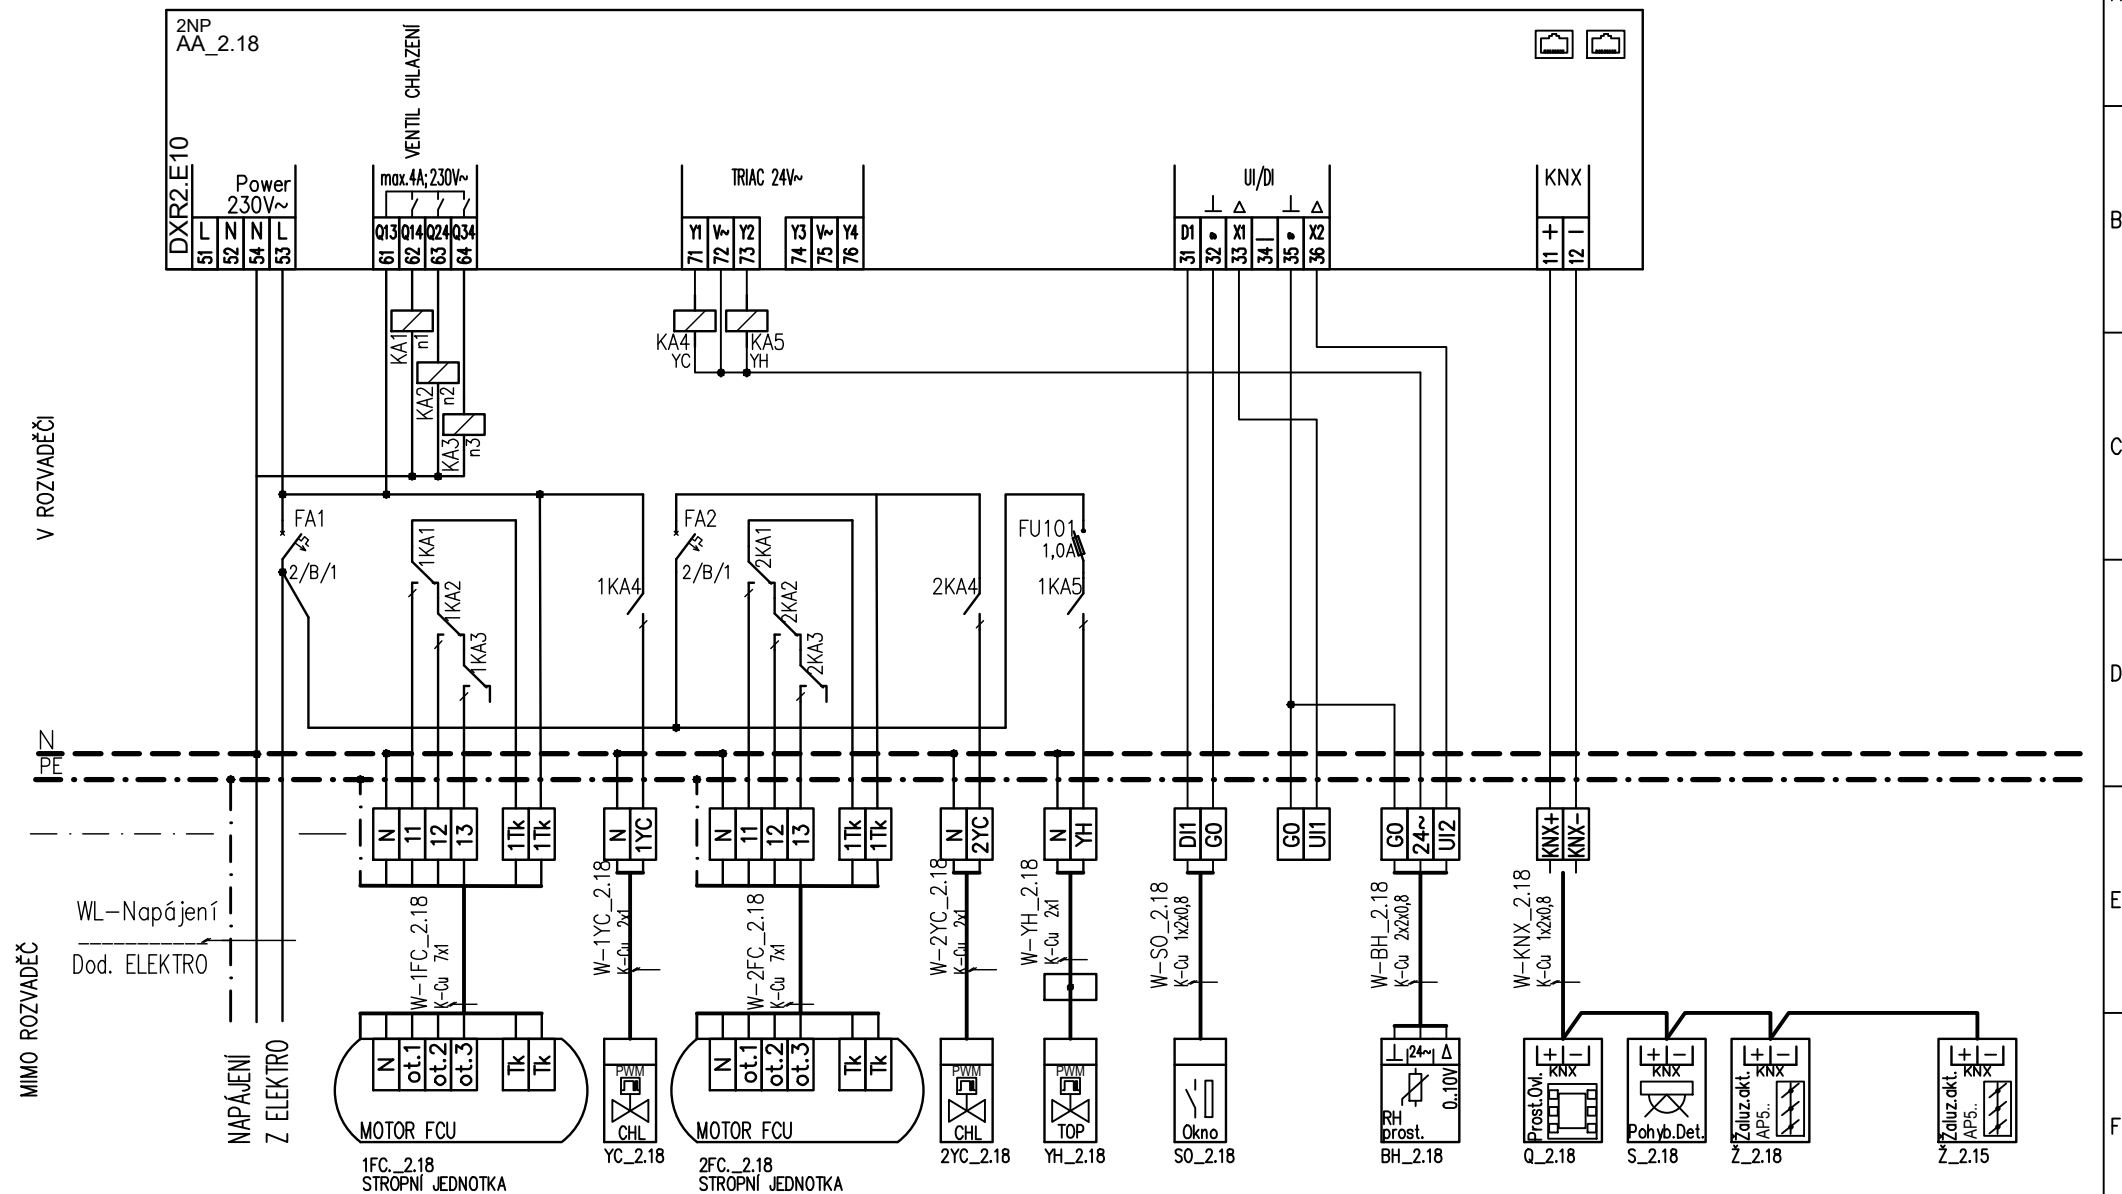 2NP
AA_2.18
DXR2.E10
Power
230V~
L N N L
51 52 54 53
VENTIL CHLAZENÍ
max.4A;230V~
Q13 Q14 Q24 Q34
61 62 63 64
TRIAC 24V~
Y1 V~ Y2 Y3 V~ Y4
71 72 73 74 75 76
UI/DI
⊥ Δ ⊥ Δ
D1 • X1 | • X2
31 32 33 34 35 36
KNX
+ −
11 12
A
B
C
D
E
F
V ROZVADĚČI
KA1
n1
KA2
n2
KA3
n3
KA4
YC
KA5
YH
FA1
2/B/1
1KA1
1KA2
1KA3
1KA4
FA2
2/B/1
2KA1
2KA2
2KA3
2KA4
FU101
1,0A
1KA5
N
PE
N 11 12 13 1Tk 1Tk
N 1YC
N 11 12 13 1Tk 1Tk
N 2YC
N YH
DI1 G0
G0 UI1
G0 24~ UI2
KNX+ KNX-
MIMO ROZVADĚČ
WL-Napájení
Dod. ELEKTRO
NAPÁJENÍ
Z ELEKTRO
W-1FC_2.18
K-Cu 7x1
W-1YC_2.18
K-Cu 2x1
W-2FC_2.18
K-Cu 7x1
W-2YC_2.18
K-Cu 2x1
W-YH_2.18
K-Cu 2x1
W-SO_2.18
K-Cu 1x2x0,8
W-BH_2.18
K-Cu 2x2x0,8
W-KNX_2.18
K-Cu 1x2x0,8
N ot.1 ot.2 ot.3 Tk Tk
MOTOR FCU
1FC._2.18
STROPNÍ JEDNOTKA
PWM
CHL
YC_2.18
N ot.1 ot.2 ot.3 Tk Tk
MOTOR FCU
2FC._2.18
STROPNÍ JEDNOTKA
PWM
CHL
2YC_2.18
PWM
TOP
YH_2.18
Okno
SO_2.18
⊥ 24~ Δ
0..10V
RH
prost.
BH_2.18
+ −
KNX
Prost.Ovl.
Q_2.18
+ −
KNX
Pohyb.Det.
S_2.18
+ −
KNX
Žaluz.akt.
AP5..
Ž_2.18
+ −
KNX
Žaluz.akt.
AP5..
Ž_2.15